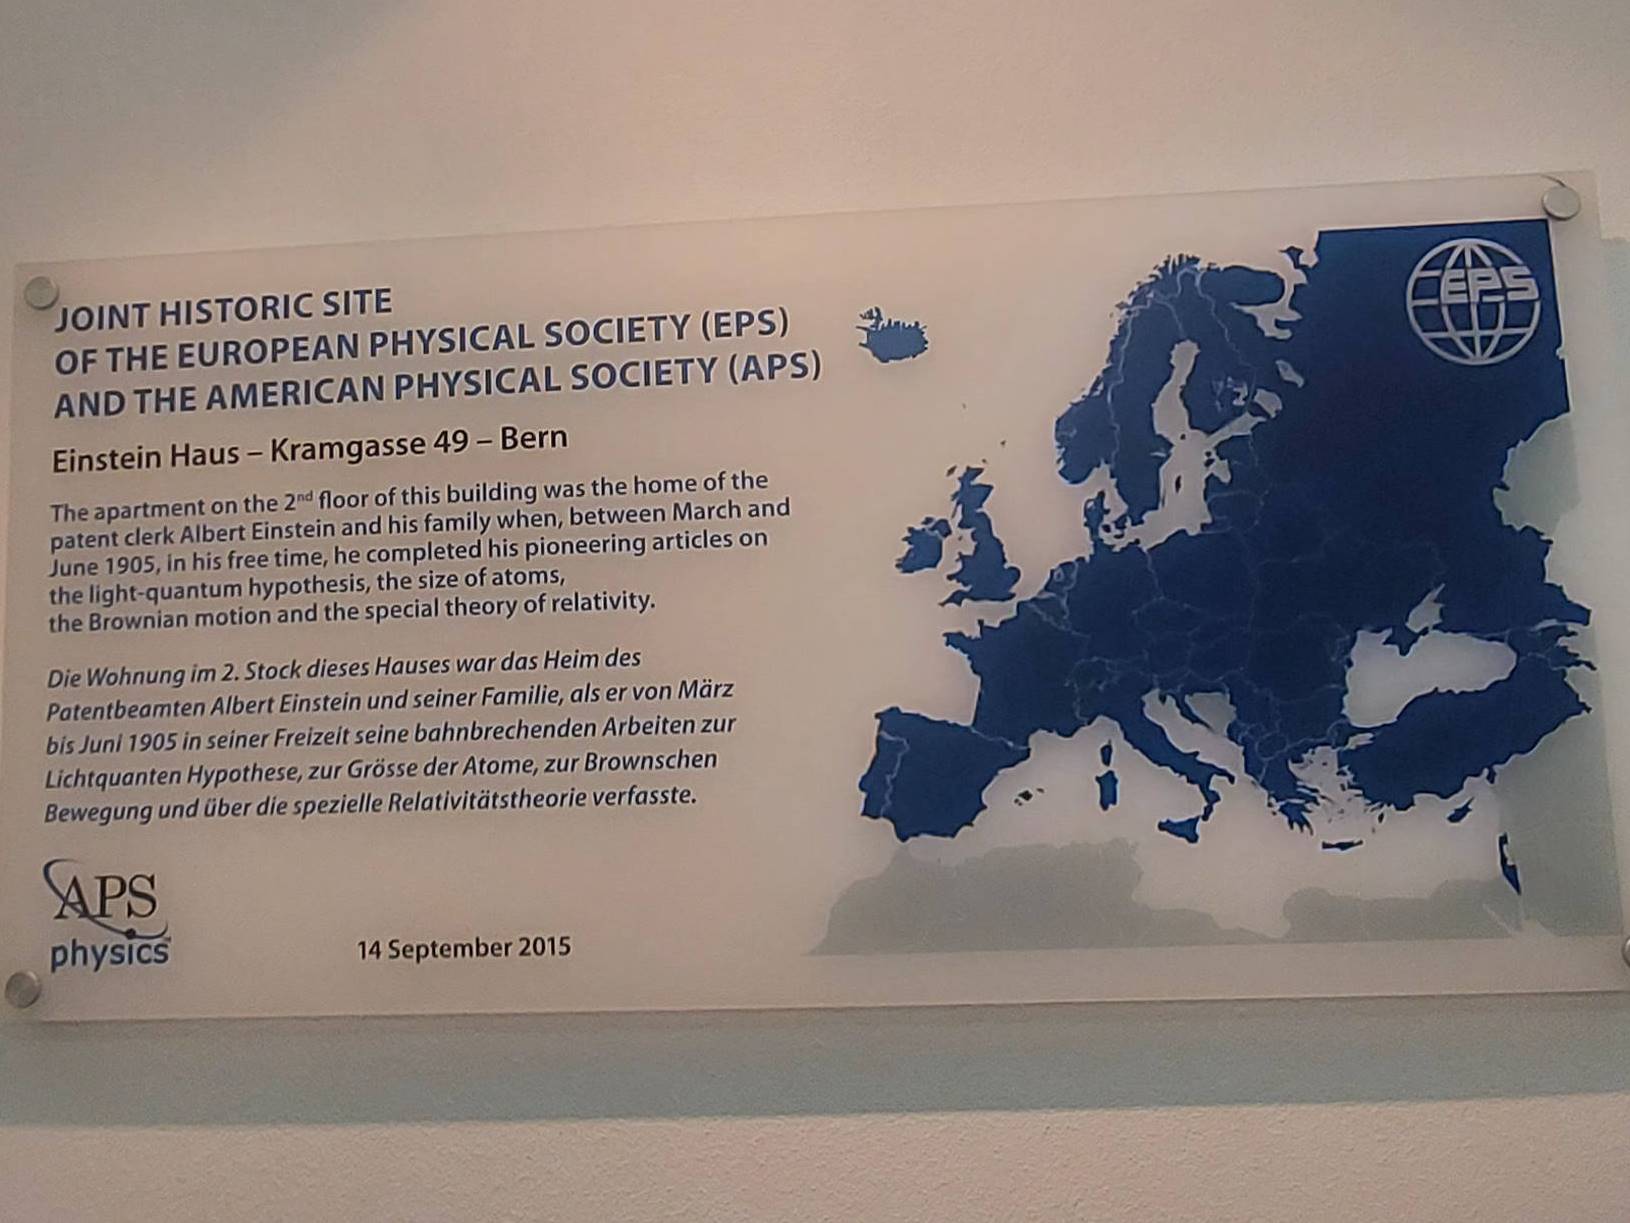 JOINT HISTORIC SITE
OF THE EUROPEAN PHYSICAL SOCIETY (EPS)
AND THE AMERICAN PHYSICAL SOCIETY (APS)
Einstein Haus – Kramgasse 49 – Bern
The apartment on the 2nd floor of this building was the home of the
patent clerk Albert Einstein and his family when, between March and
June 1905, in his free time, he completed his pioneering articles on
the light-quantum hypothesis, the size of atoms,
the Brownian motion and the special theory of relativity.
Die Wohnung im 2. Stock dieses Hauses war das Heim des
Patentbeamten Albert Einstein und seiner Familie, als er von März
bis Juni 1905 in seiner Freizeit seine bahnbrechenden Arbeiten zur
Lichtquanten Hypothese, zur Grösse der Atome, zur Brownschen
Bewegung und über die spezielle Relativitätstheorie verfasste.
APS
physics
14 September 2015
EPS